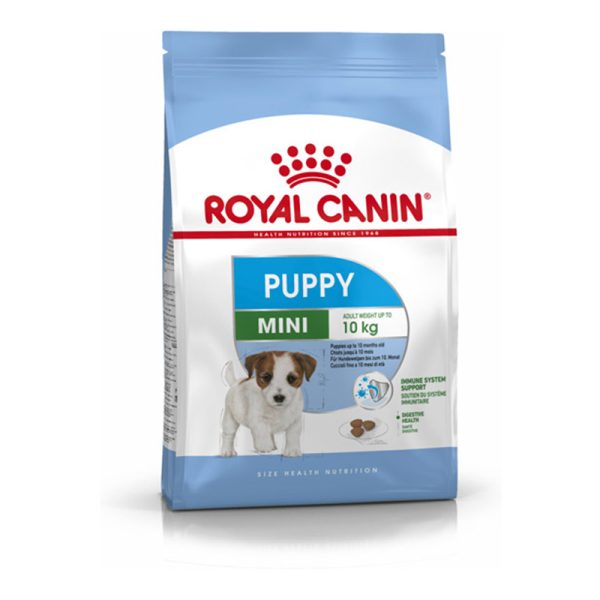 ROYAL CANIN®
HEALTH NUTRITION SINCE 1968
PUPPY
MINI
ADULT WEIGHT UP TO
10 kg
Puppies up to 10 months old
Chiots jusqu'à 10 mois
Für Hundewelpen bis zum 10. Monat
Cuccioli fino a 10 mesi di età
IMMUNE SYSTEM
SUPPORT
SOUTIEN DU SYSTÈME
IMMUNITAIRE
DIGESTIVE
HEALTH
SANTÉ
DIGESTIVE
SIZE HEALTH NUTRITION